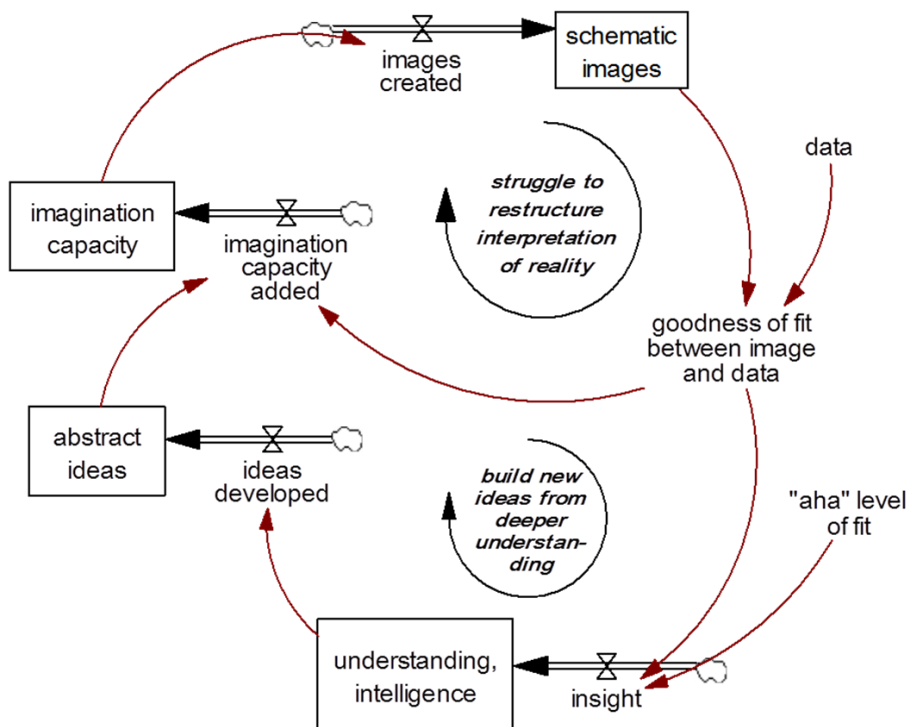 schematic
images
images
created
data
struggle to
restructure
interpretation
of reality
imagination
capacity
imagination
capacity
added
goodness of fit
between image
and data
abstract
ideas
ideas
developed
build new
ideas from
deeper
understan-
ding
"aha" level
of fit
understanding,
intelligence
insight